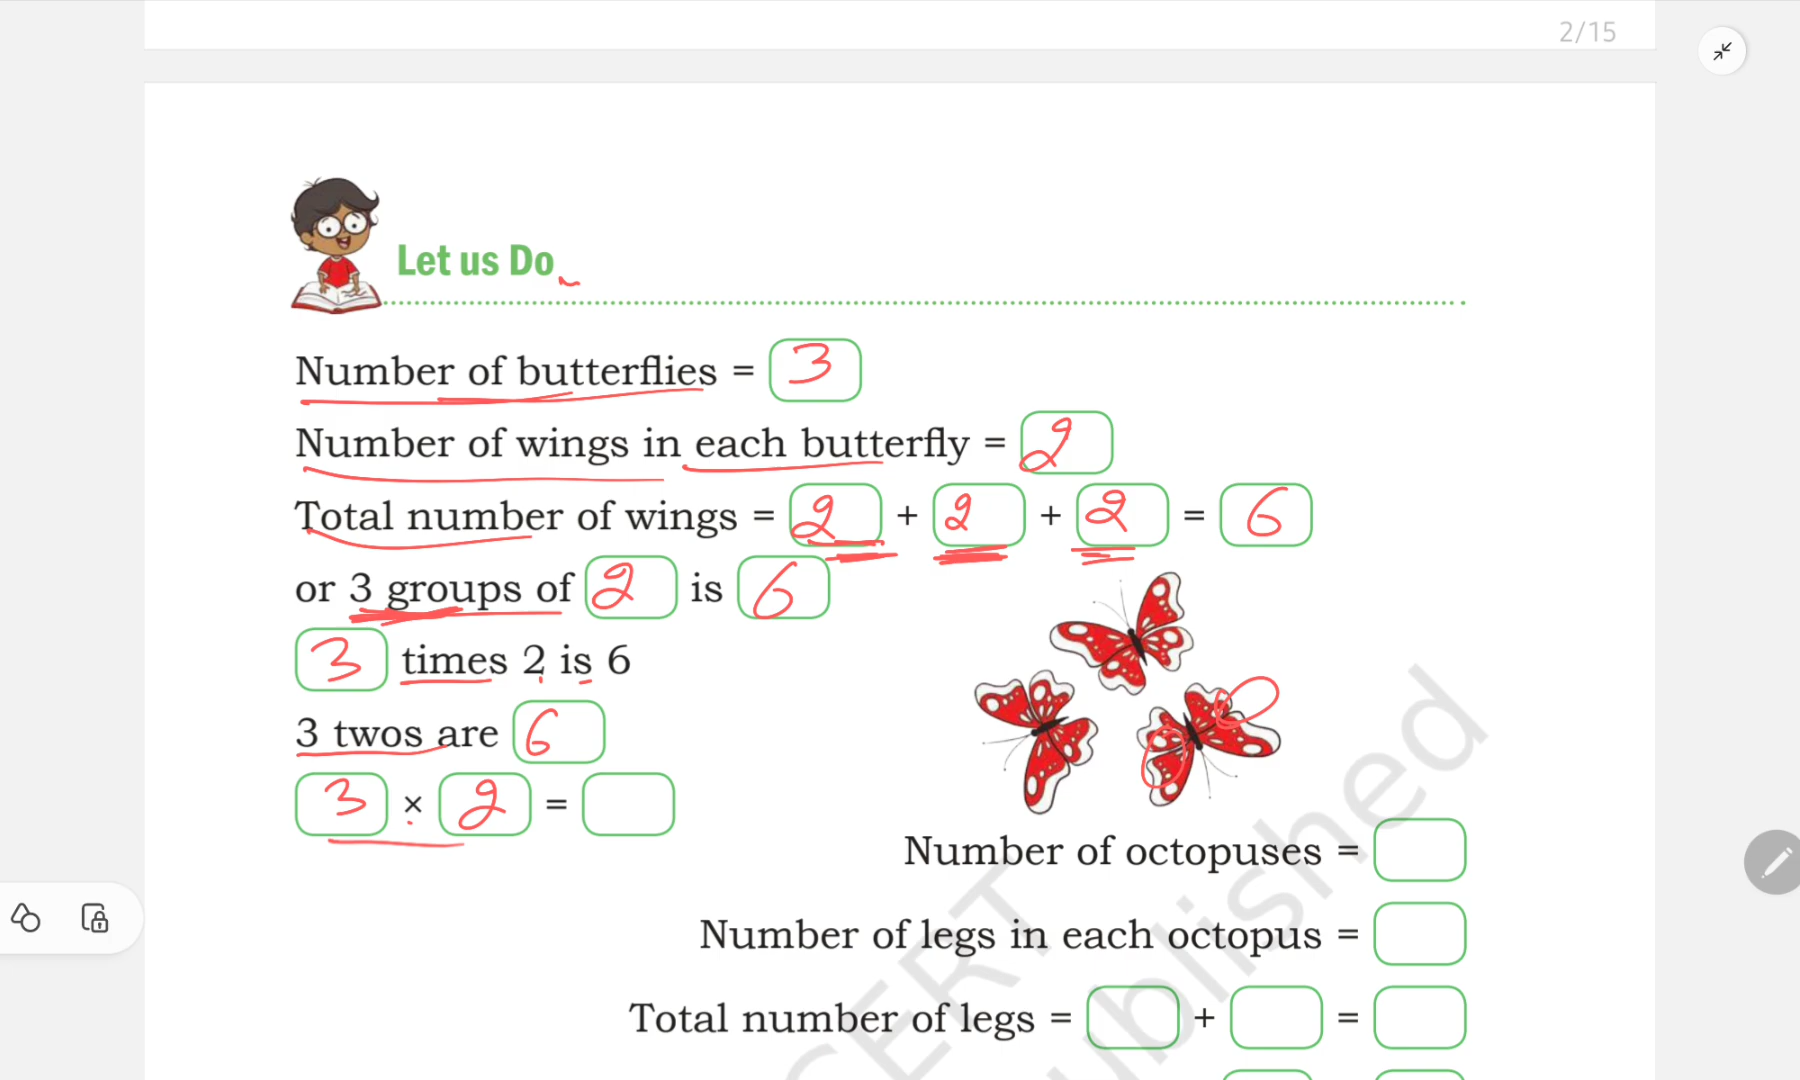 2/15
Let us Do
Number of butterflies = 3
Number of wings in each butterfly = 2
Total number of wings = 2 + 2 + 2 = 6
or 3 groups of 2 is 6
3 times 2 is 6
3 twos are 6
3 × 2 =
Number of octopuses =
Number of legs in each octopus =
Total number of legs = + =